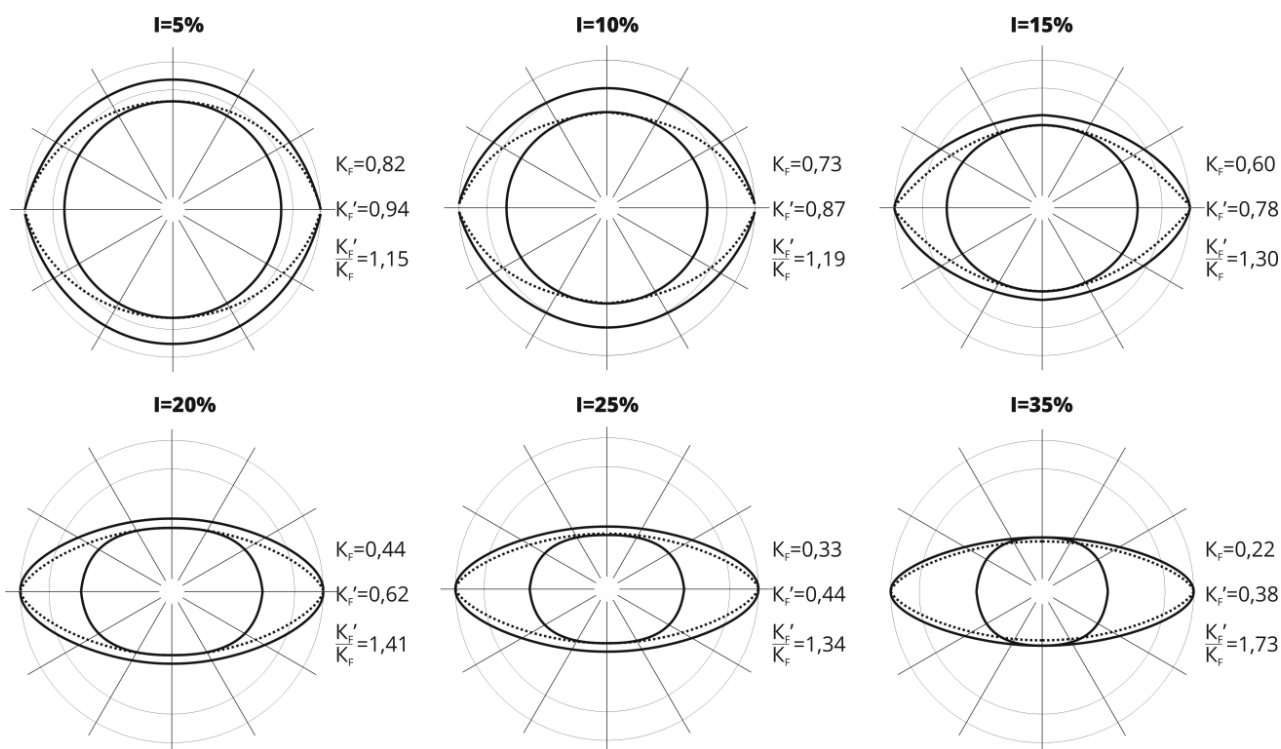 I=5%
K_F=0,82
K_F'=0,94
K_F'/K_F=1,15
I=10%
K_F=0,73
K_F'=0,87
K_F'/K_F=1,19
I=15%
K_F=0,60
K_F'=0,78
K_F'/K_F=1,30
I=20%
K_F=0,44
K_F'=0,62
K_F'/K_F=1,41
I=25%
K_F=0,33
K_F'=0,44
K_F'/K_F=1,34
I=35%
K_F=0,22
K_F'=0,38
K_F'/K_F=1,73